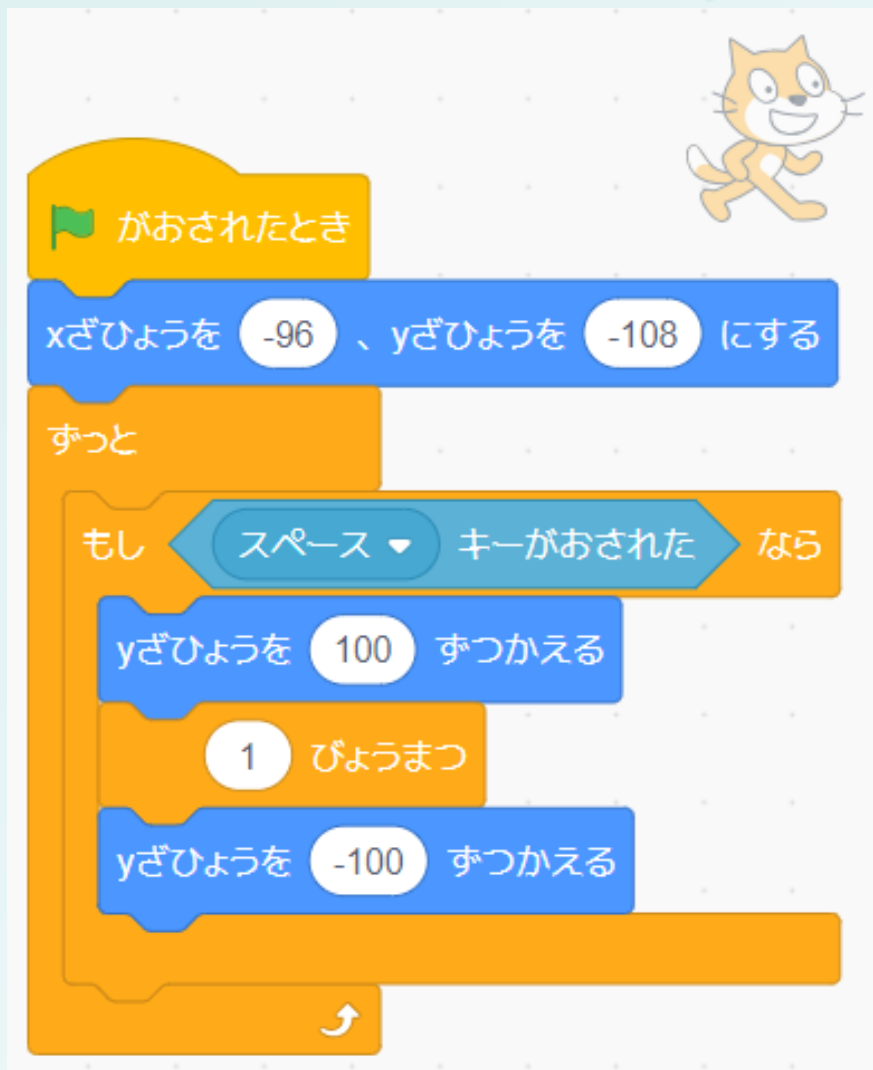 がおされたとき
xざひょうを -96 、yざひょうを -108 にする
ずっと
もし スペース キーがおされた なら
yざひょうを 100 ずつかえる
1 びょうまつ
yざひょうを -100 ずつかえる